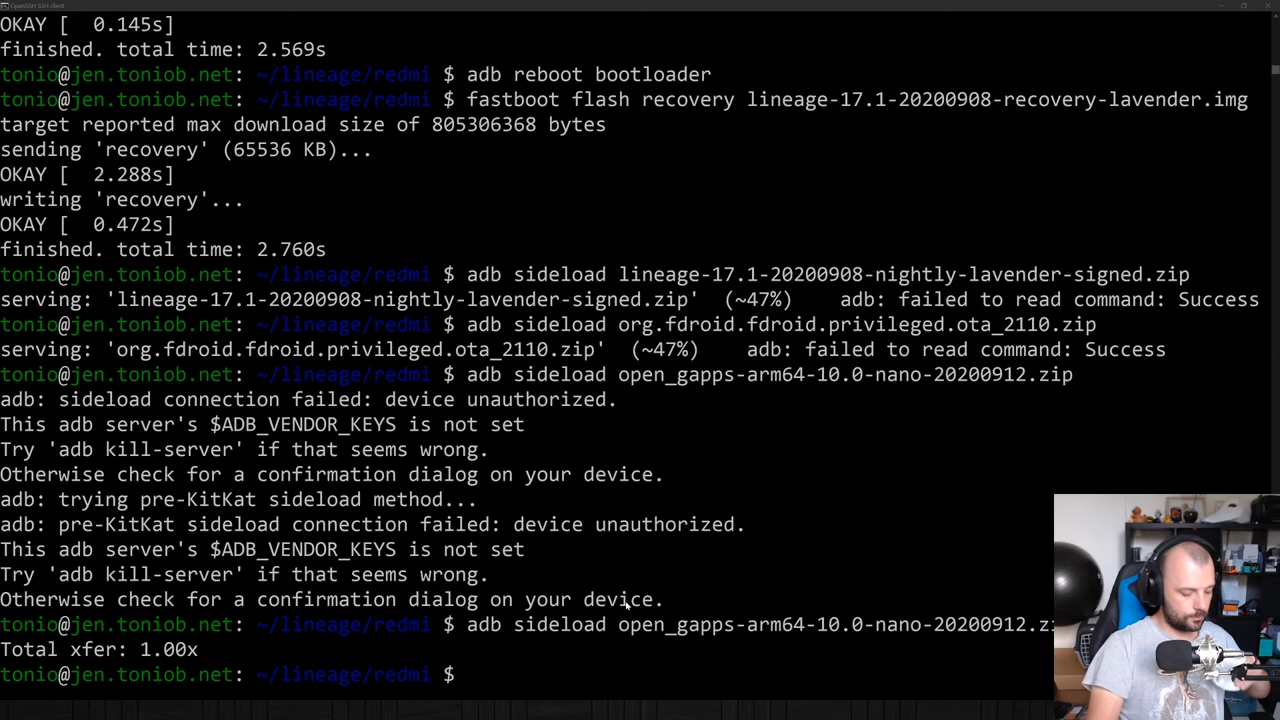 OpenSSH SSH client
OKAY [  0.145s]
finished. total time: 2.569s
tonio@jen.toniob.net: ~/lineage/redmi $ adb reboot bootloader
tonio@jen.toniob.net: ~/lineage/redmi $ fastboot flash recovery lineage-17.1-20200908-recovery-lavender.img
target reported max download size of 805306368 bytes
sending 'recovery' (65536 KB)...
OKAY [  2.288s]
writing 'recovery'...
OKAY [  0.472s]
finished. total time: 2.760s
tonio@jen.toniob.net: ~/lineage/redmi $ adb sideload lineage-17.1-20200908-nightly-lavender-signed.zip
serving: 'lineage-17.1-20200908-nightly-lavender-signed.zip'  (~47%)    adb: failed to read command: Success
tonio@jen.toniob.net: ~/lineage/redmi $ adb sideload org.fdroid.fdroid.privileged.ota_2110.zip
serving: 'org.fdroid.fdroid.privileged.ota_2110.zip'  (~47%)    adb: failed to read command: Success
tonio@jen.toniob.net: ~/lineage/redmi $ adb sideload open_gapps-arm64-10.0-nano-20200912.zip
adb: sideload connection failed: device unauthorized.
This adb server's $ADB_VENDOR_KEYS is not set
Try 'adb kill-server' if that seems wrong.
Otherwise check for a confirmation dialog on your device.
adb: trying pre-KitKat sideload method...
adb: pre-KitKat sideload connection failed: device unauthorized.
This adb server's $ADB_VENDOR_KEYS is not set
Try 'adb kill-server' if that seems wrong.
Otherwise check for a confirmation dialog on your device.
tonio@jen.toniob.net: ~/lineage/redmi $ adb sideload open_gapps-arm64-10.0-nano-20200912.z
Total xfer: 1.00x
tonio@jen.toniob.net: ~/lineage/redmi $